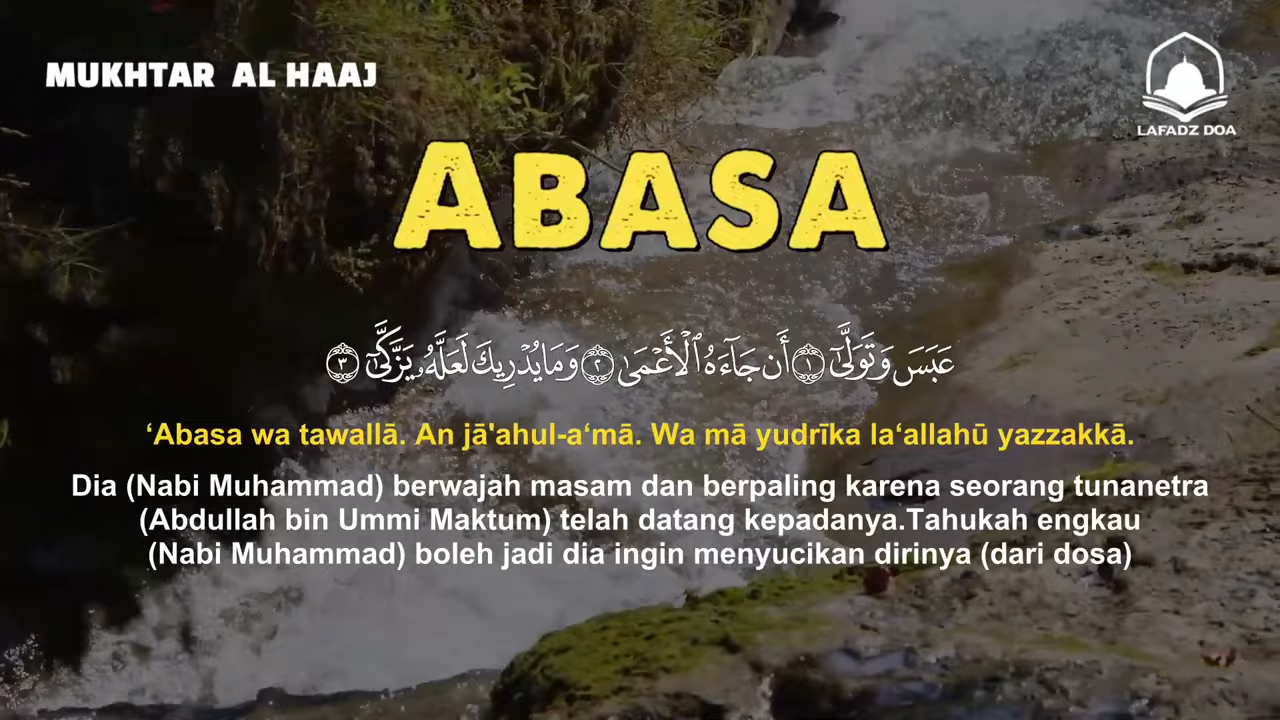 MUKHTAR AL HAAJ
LAFADZ DOA
ABASA
عَبَسَ وَتَوَلَّىٰٓ ١ أَن جَآءَهُ ٱلْأَعْمَىٰ ٢ وَمَا يُدْرِيكَ لَعَلَّهُۥ يَزَّكَّىٰٓ ٣
‘Abasa wa tawallā. An jā'ahul-a‘mā. Wa mā yudrīka la‘allahū yazzakkā.
Dia (Nabi Muhammad) berwajah masam dan berpaling karena seorang tunanetra
(Abdullah bin Ummi Maktum) telah datang kepadanya.Tahukah engkau
(Nabi Muhammad) boleh jadi dia ingin menyucikan dirinya (dari dosa)